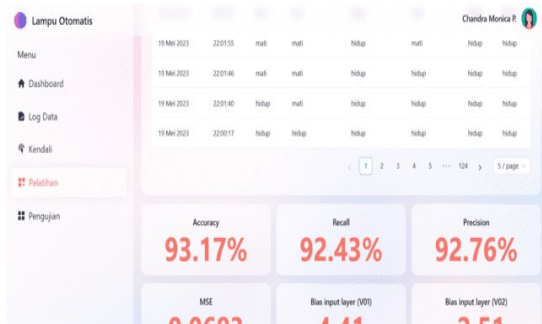 Lampu Otomatis
Chandra Monica P.
Menu
Dashboard
Log Data
Kendali
Pelatihan
Pengujian
19 Mei 2023 22:01:55 mati mati hidup mati hidup hidup
19 Mei 2023 22:01:46 mati mati hidup hidup hidup hidup
19 Mei 2023 22:01:40 hidup mati hidup hidup hidup hidup
19 Mei 2023 22:00:17 hidup hidup hidup hidup hidup hidup
< 1 2 3 4 5 ··· 124 > 5 / page
Accuracy Recall Precision
93.17% 92.43% 92.76%
MSE Bias input layer (V01) Bias input layer (V02)